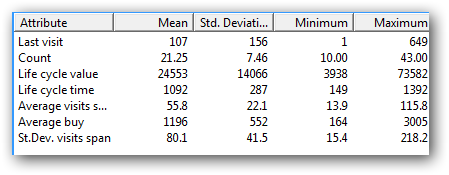 Attribute Mean Std. Deviati... Minimum Maximum
Last visit 107 156 1 649
Count 21.25 7.46 10.00 43.00
Life cycle value 24553 14066 3938 73582
Life cycle time 1092 287 149 1392
Average visits s... 55.8 22.1 13.9 115.8
Average buy 1196 552 164 3005
St.Dev. visits span 80.1 41.5 15.4 218.2